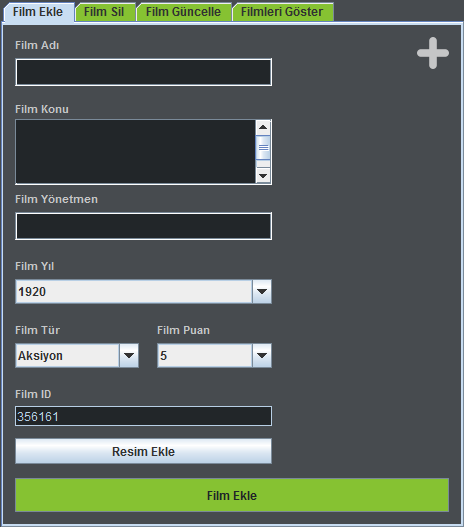 Film Ekle Film Sil Film Güncelle Filmleri Göster
Film Adı
Film Konu
Film Yönetmen
Film Yıl
1920
Film Tür Film Puan
Aksiyon 5
Film ID
356161
Resim Ekle
Film Ekle